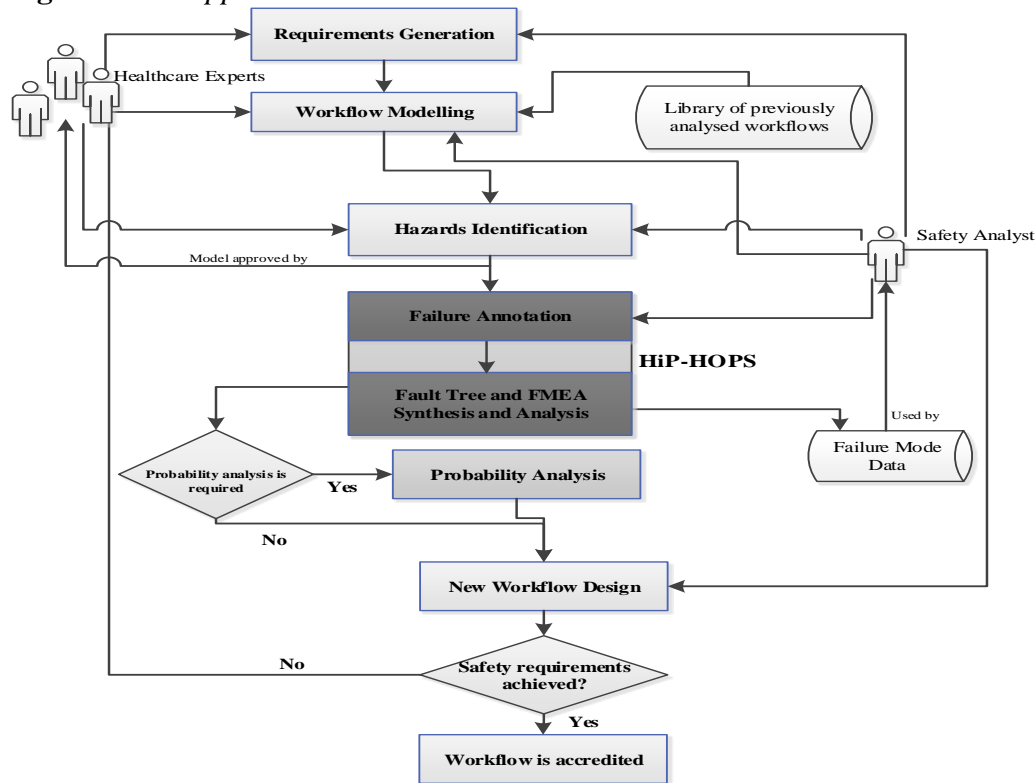 Requirements Generation
Healthcare Experts
Workflow Modelling
Library of previously
analysed workflows
Hazards Identification
Safety Analyst
Model approved by
Failure Annotation
HiP-HOPS
Fault Tree and FMEA
Synthesis and Analysis
Used by
Failure Mode
Data
Probability analysis is
required
Yes
Probability Analysis
No
New Workflow Design
No
Safety requirements
achieved?
Yes
Workflow is accredited